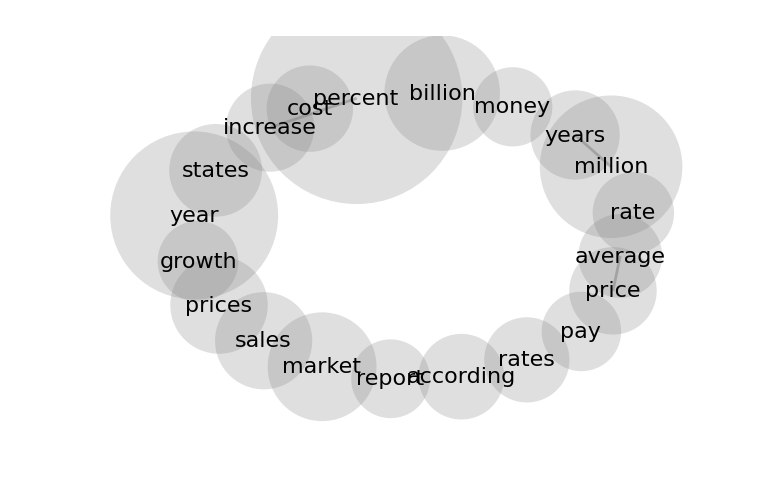 percent
billion
cost
money
increase
years
million
states
rate
year
average
growth
price
prices
pay
sales
rates
market
according
report